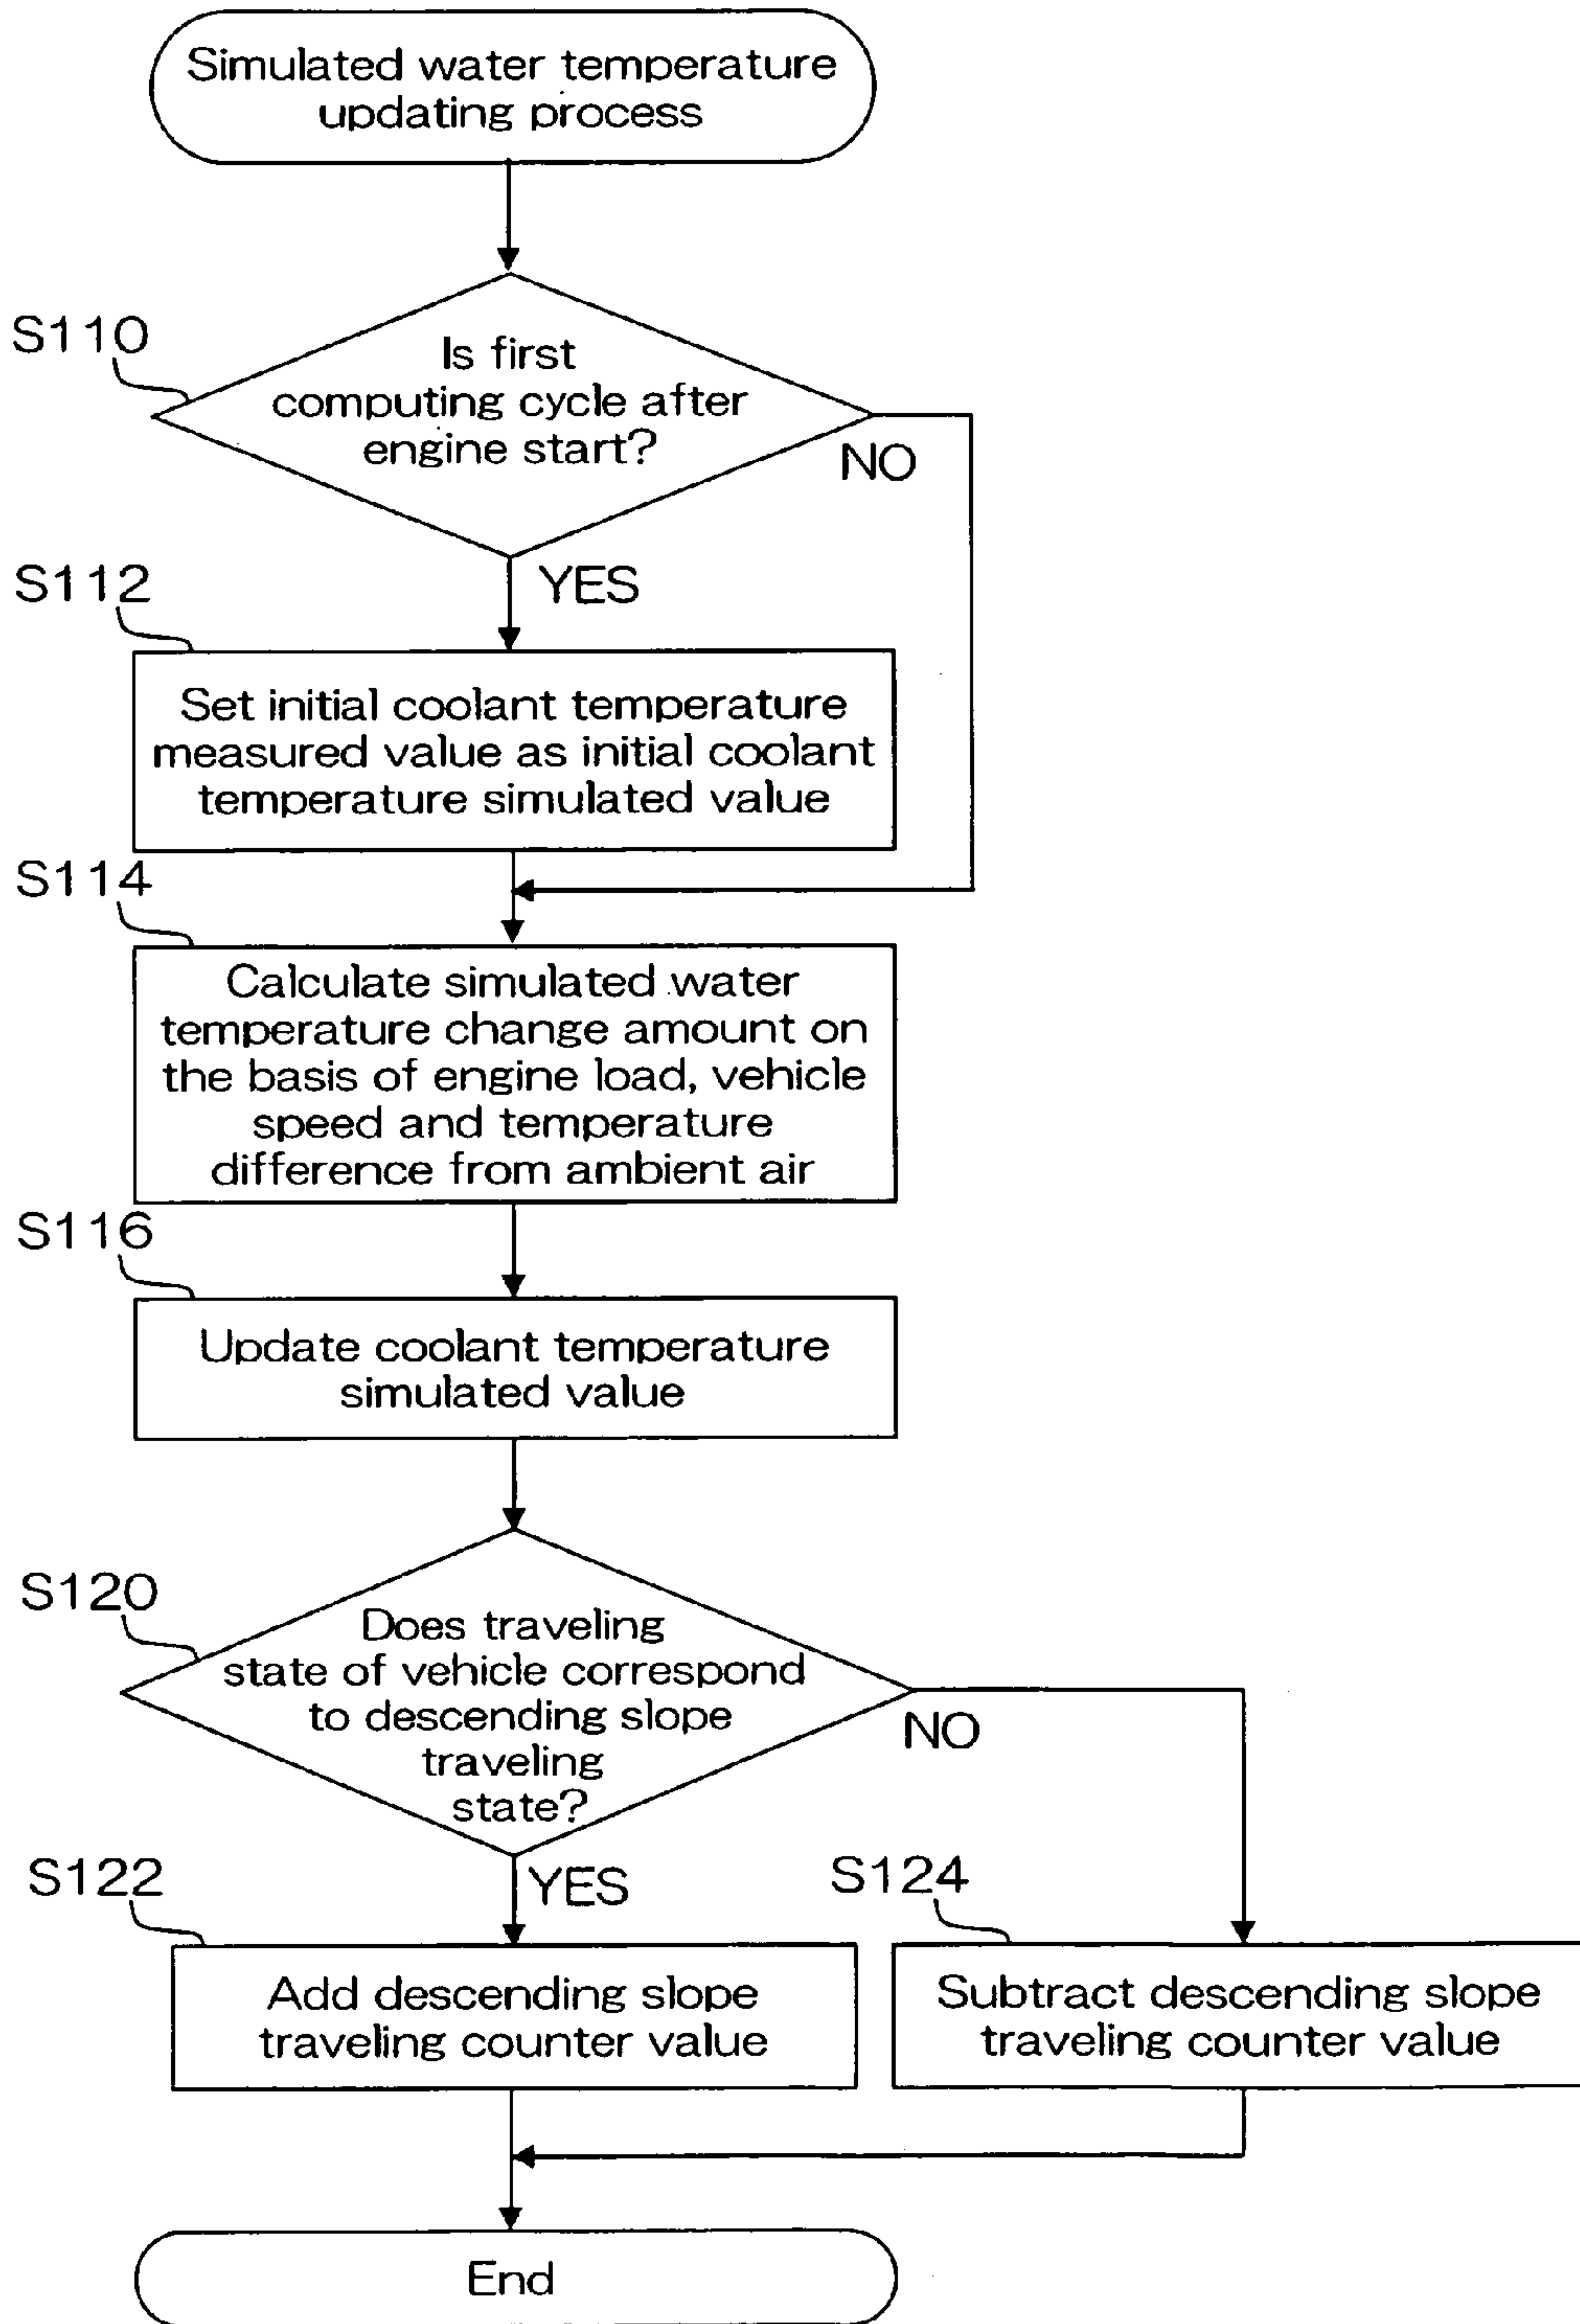 Simulated water temperature
updating process
S110
Is first
computing cycle after
engine start?
NO
YES
S112
Set initial coolant temperature
measured value as initial coolant
temperature simulated value
S114
Calculate simulated water
temperature change amount on
the basis of engine load, vehicle
speed and temperature
difference from ambient air
S116
Update coolant temperature
simulated value
S120
Does traveling
state of vehicle correspond
to descending slope
traveling
state?
NO
YES
S122
Add descending slope
traveling counter value
S124
Subtract descending slope
traveling counter value
End